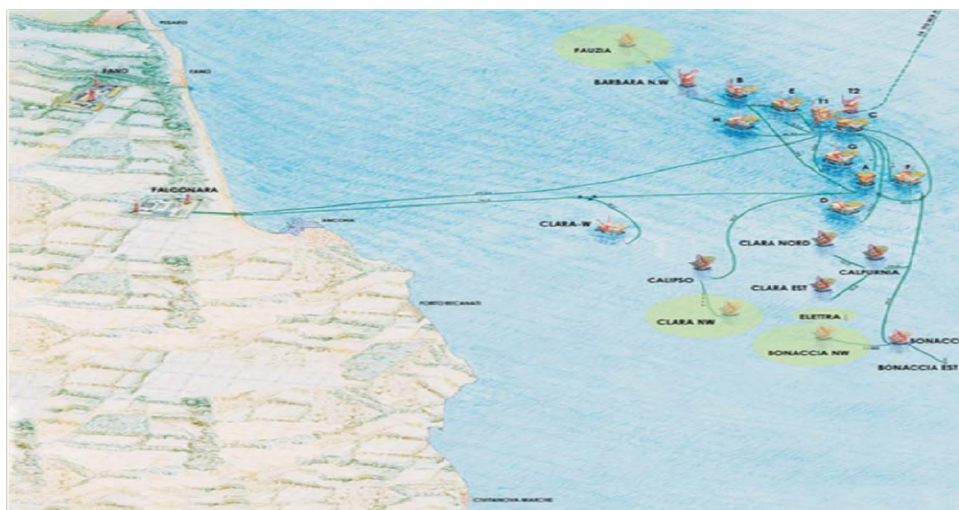 PESARO
FANO
FANO
FALCONARA
ANCONA
PORTO RECANATI
CIVITANOVA MARCHE
FAUZIA
BARBARA N.W
B
E
T1
T2
C
H
G
A
F
D
CLARA-W
CLARA NORD
CALIPSO
CALPURNIA
CLARA EST
CLARA NW
ELETTRA
BONACCIA NW
BONACCI
BONACCIA EST